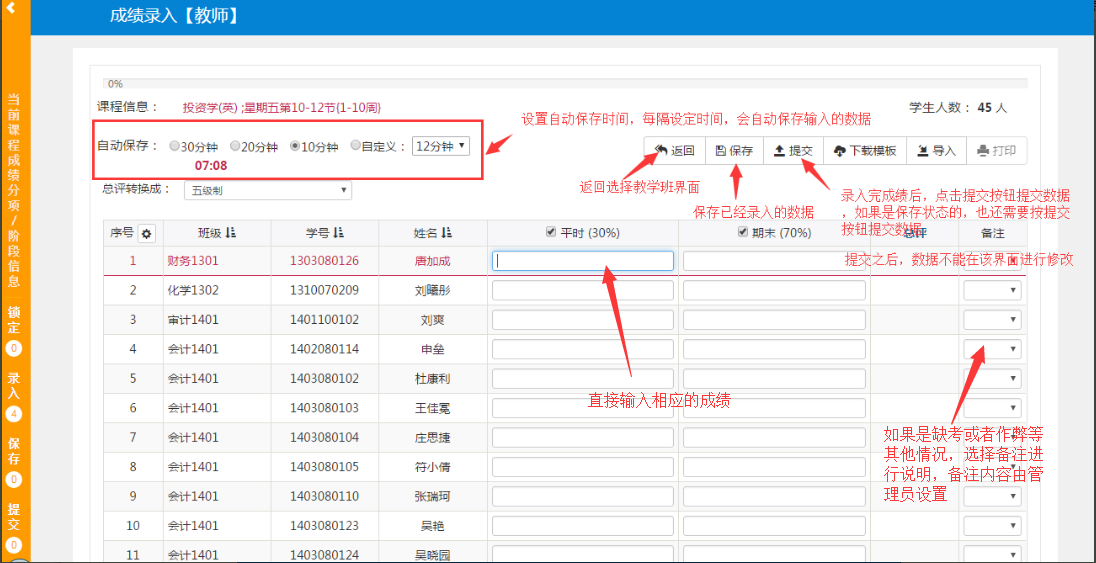 成绩录入【教师】
当前课程成绩分项/阶段信息
锁定
0
录入
4
保存
0
提交
0
0%
课程信息： 投资学(英) ;星期五第10-12节{1-10周}
学生人数： 45 人
设置自动保存时间，每隔设定时间，会自动保存输入的数据
自动保存： 30分钟 20分钟 10分钟 自定义： 12分钟
07:08
返回 保存 提交 下载模板 导入 打印
总评转换成： 五级制
返回选择教学班界面
保存已经录入的数据
录入完成绩后，点击提交按钮提交数据
，如果是保存状态的，也还需要按提交
按钮提交数据
提交之后，数据不能在该界面进行修改
序号 班级 学号 姓名 平时 (30%) 期末 (70%) 总评 备注
1 财务1301 1303080126 唐加成
2 化学1302 1310070209 刘曦彤
3 审计1401 1401100102 刘爽
4 会计1401 1402080114 申垒
5 会计1401 1403080102 杜康利
6 会计1401 1403080103 王佳冕
7 会计1401 1403080104 庄思捷
8 会计1401 1403080105 符小倩
9 会计1401 1403080110 张瑞珂
10 会计1401 1403080123 吴艳
11 会计1401 1403080124 吴晓园
直接输入相应的成绩
如果是缺考或者作弊等
其他情况，选择备注进
行说明，备注内容由管
理员设置